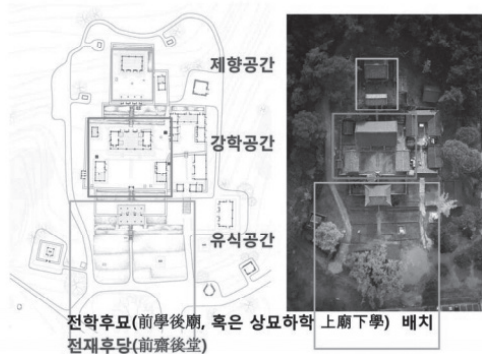 제향공간
강학공간
유식공간
전학후묘(前學後廟, 혹은 상묘하학 上廟下學) 배치
전재후당(前齋後堂)